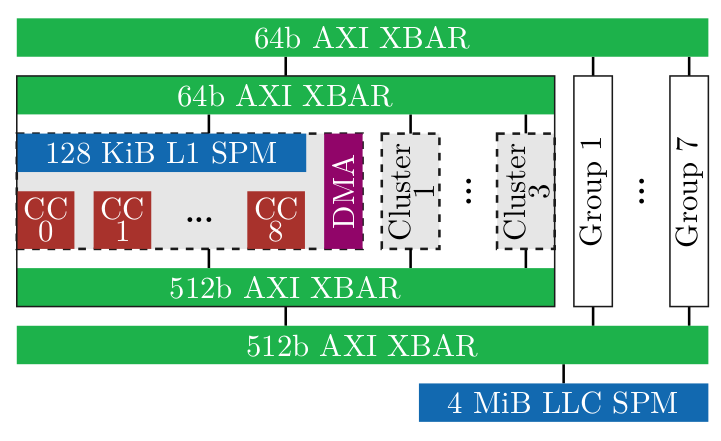 64b AXI XBAR
64b AXI XBAR
128 KiB L1 SPM
CC
0
CC
1
...
CC
8
DMA
Cluster
1
...
Cluster
3
Group 1
...
Group 7
512b AXI XBAR
512b AXI XBAR
4 MiB LLC SPM